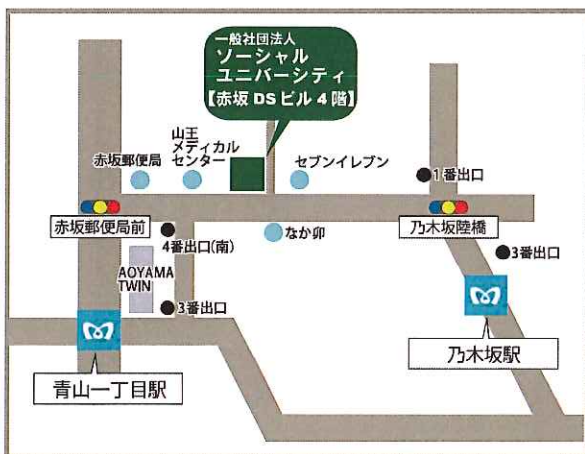 一般社団法人
ソーシャル
ユニバーシティ
【赤坂 DS ビル 4 階】
山王
メディカル
センター
赤坂郵便局
セブンイレブン
1番出口
赤坂郵便局前
4番出口(南)
なか卯
乃木坂陸橋
3番出口
AOYAMA
TWIN
3番出口
乃木坂駅
青山一丁目駅